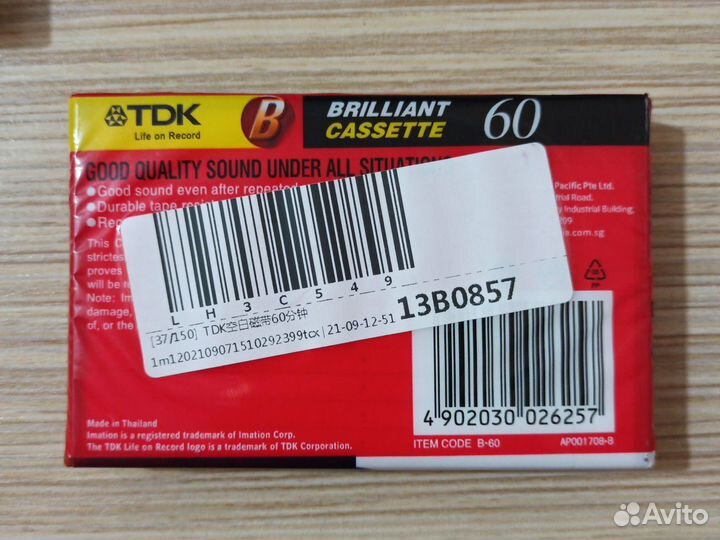 TDK
Life on Record
B
BRILLIANT
CASSETTE
60
GOOD QUALITY SOUND UNDER ALL SITUATIONS
•Good sound even after repeated
•Durable tape
Pacific Pte Ltd.
Road.
Industrial Building,
209
.com.sg
This
proves
will be
Note:
damage,
of, or the
PP
L H 3 C 5 4 9
[37/150] TDK空白磁带60分钟
1m1202109071510292399tcx | 21-09-12-51
13B0857
4 902030 026257
ITEM CODE B-60
AP001708-B
Made in Thailand
Imation is a registered trademark of Imation Corp.
The TDK Life on Record logo is a trademark of TDK Corporation.
Avito